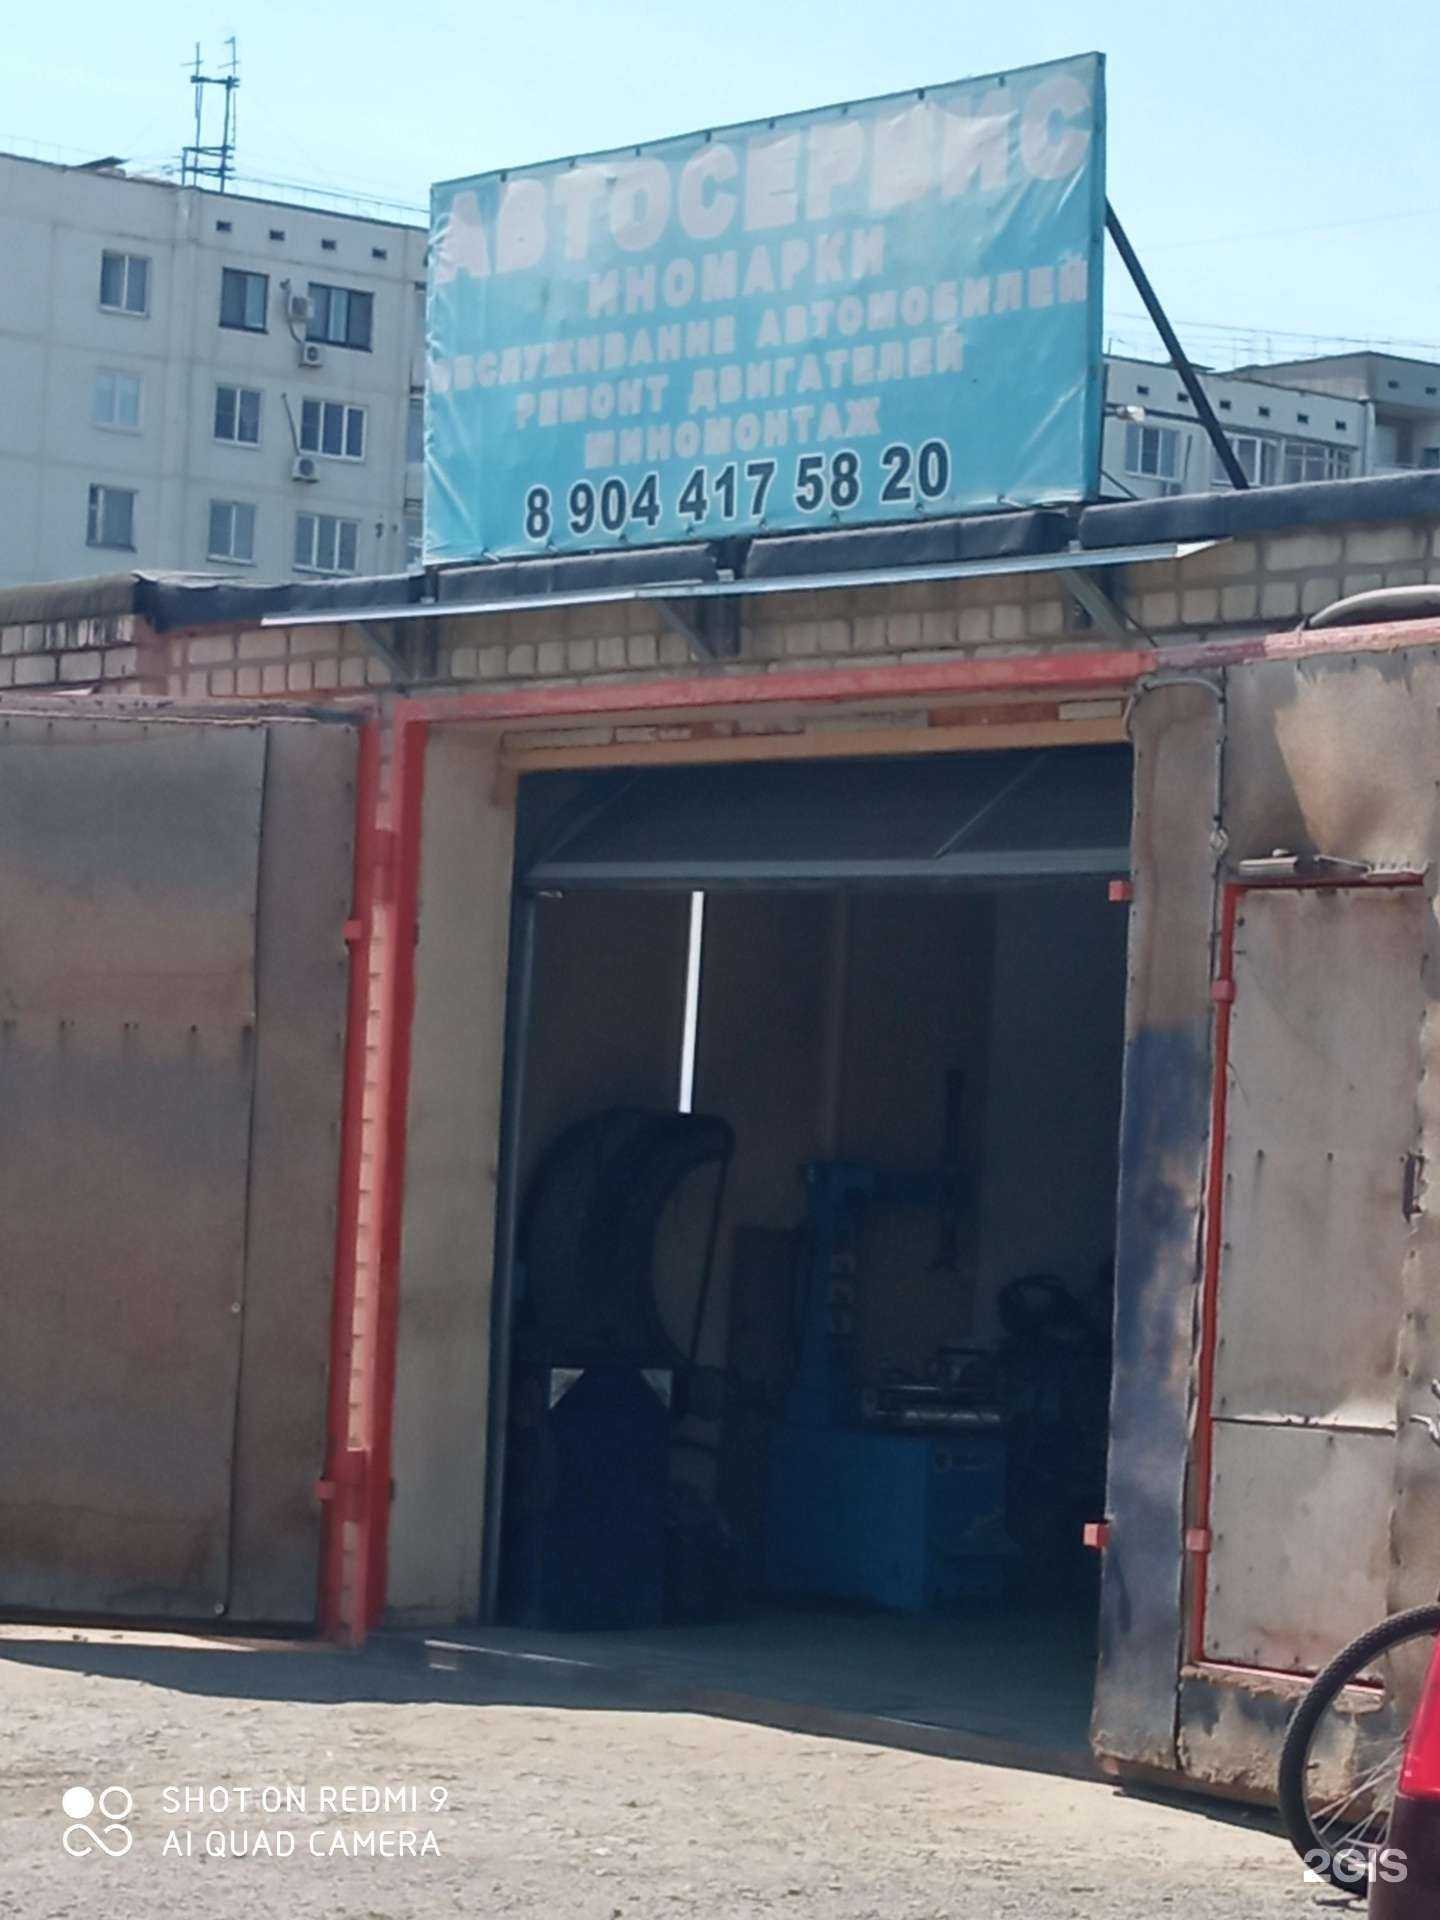 АВТОСЕРВИС
ИНОМАРКИ
ОБСЛУЖИВАНИЕ АВТОМОБИЛЕЙ
РЕМОНТ ДВИГАТЕЛЕЙ
ШИНОМОНТАЖ
8 904 417 58 20
SHOT ON REDMI 9
AI QUAD CAMERA
2GIS